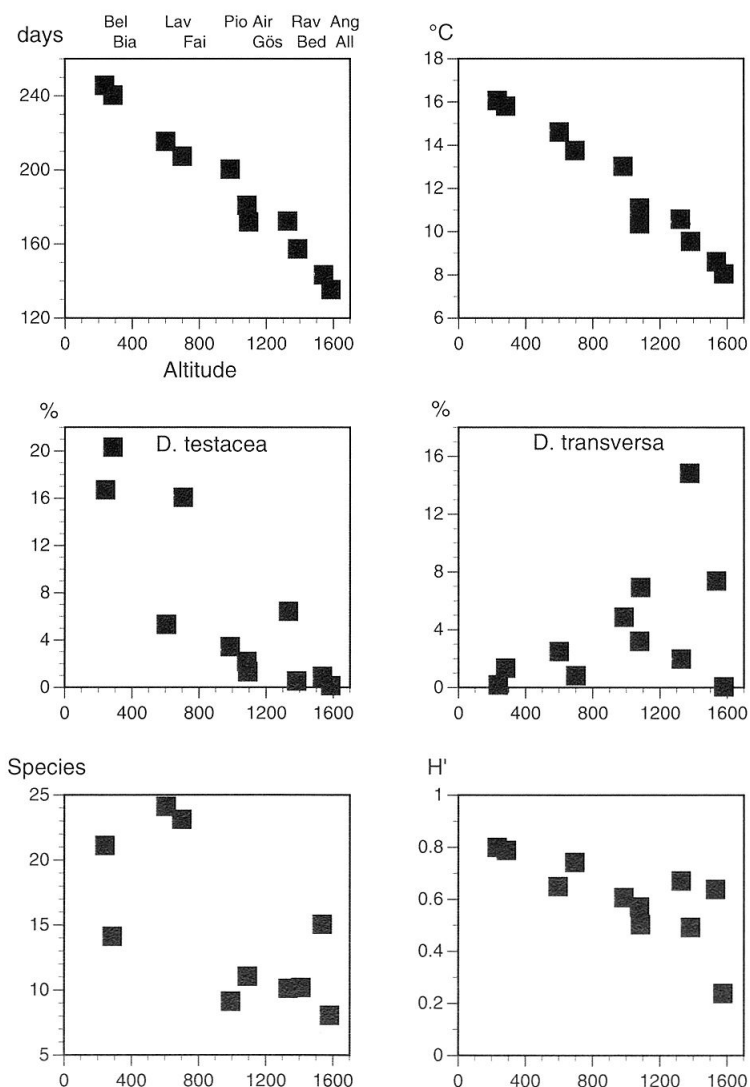 Bel Lav Pio Air Rav Ang
days Bia Fai Gös Bed All
240
200
160
120
0 400 800 1200 1600
Altitude
°C
18
16
14
12
10
8
6
0 400 800 1200 1600
%
D. testacea
20
16
12
8
4
0
0 400 800 1200 1600
%
D. transversa
16
12
8
4
0
0 400 800 1200 1600
Species
25
20
15
10
5
0 400 800 1200 1600
H'
1
0.8
0.6
0.4
0.2
0
0 400 800 1200 1600